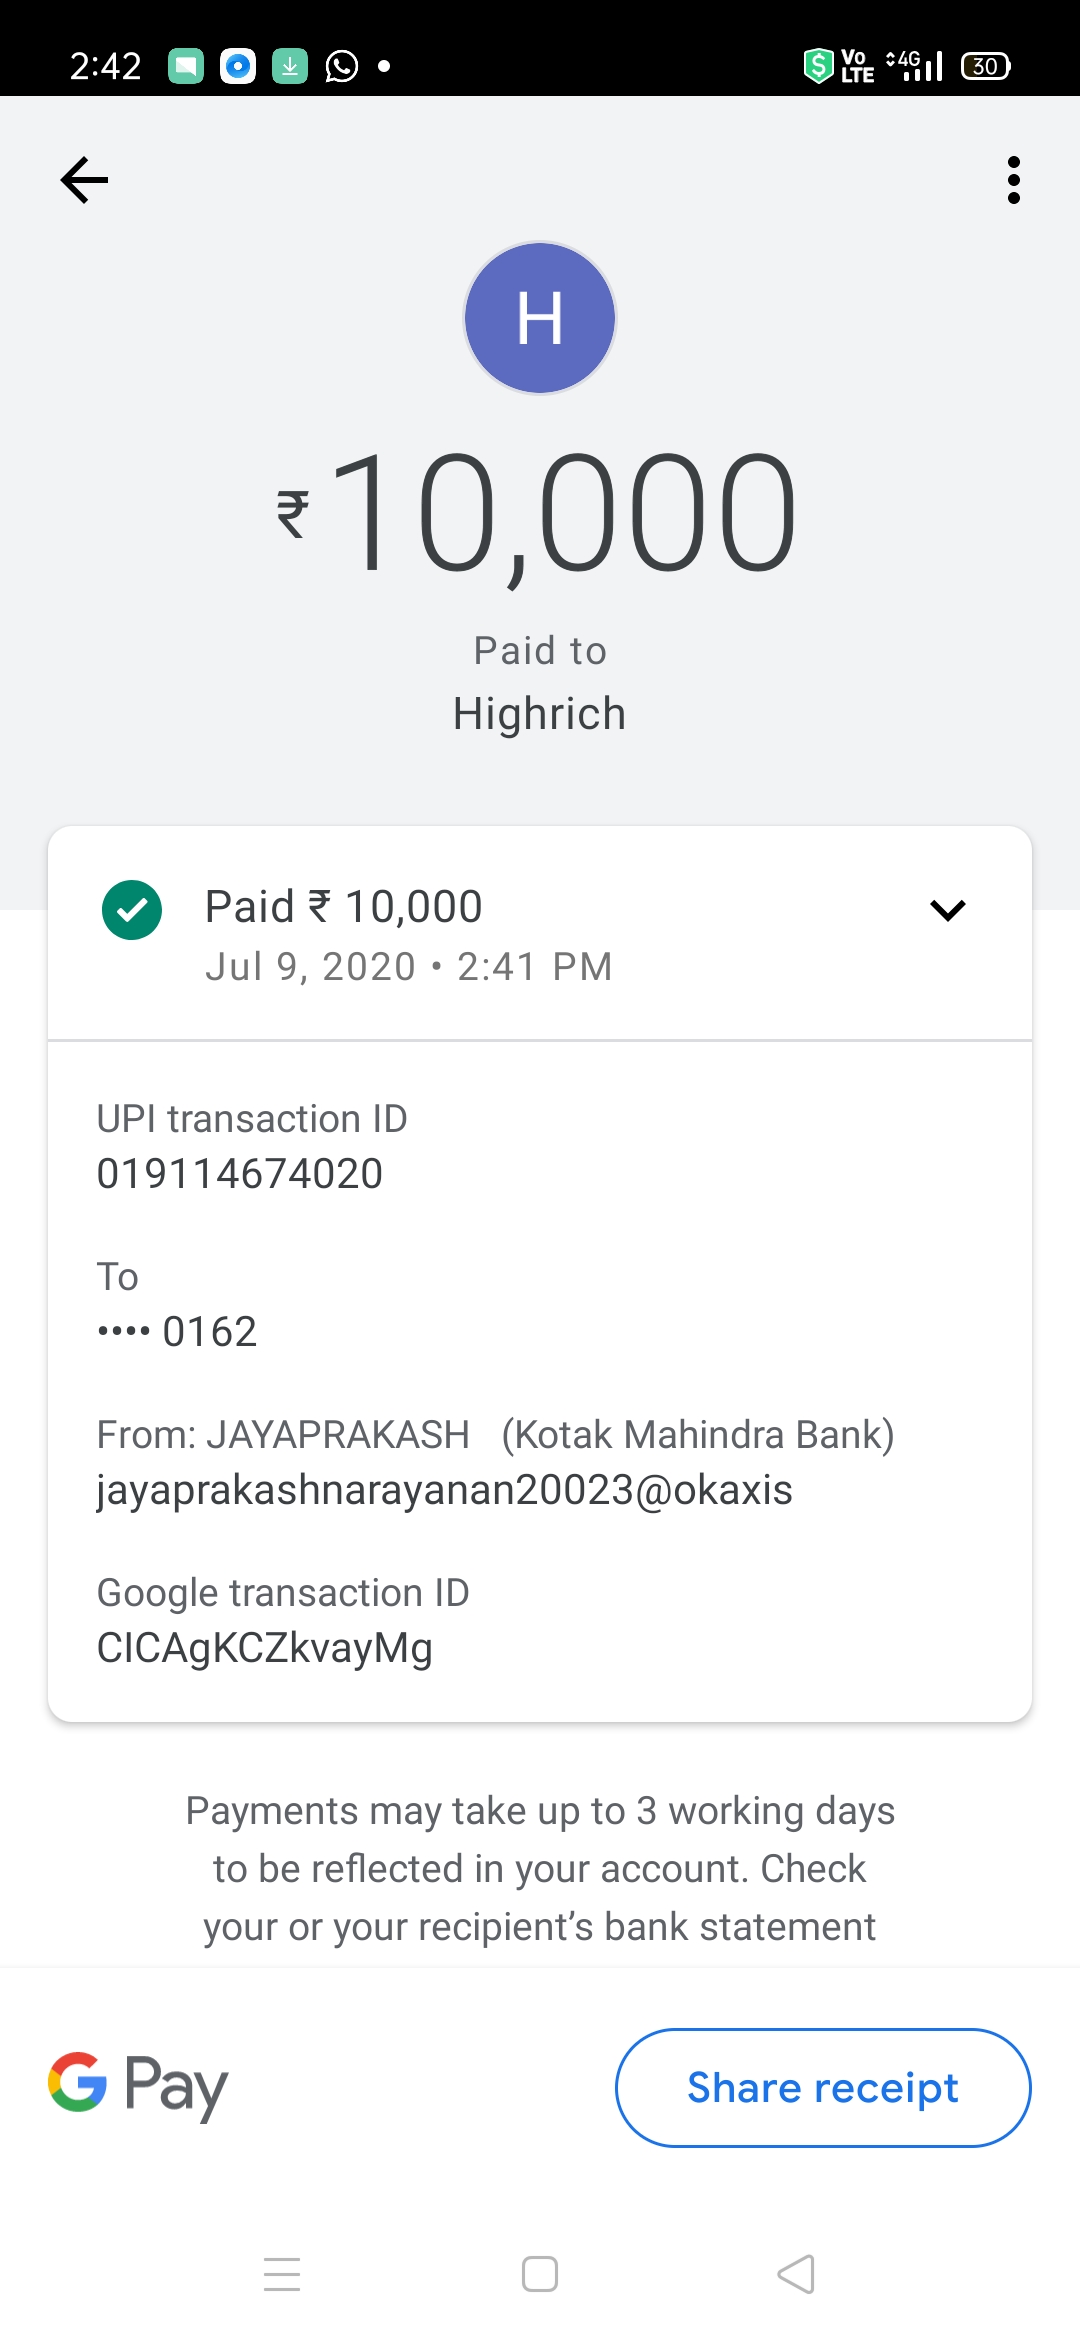 2:42
Vo
LTE
4G
30
H
₹10,000
Paid to
Highrich
Paid ₹ 10,000
Jul 9, 2020 • 2:41 PM
UPI transaction ID
019114674020
To
•••• 0162
From: JAYAPRAKASH (Kotak Mahindra Bank)
jayaprakashnarayanan20023@okaxis
Google transaction ID
CICAgKCZkvayMg
Payments may take up to 3 working days
to be reflected in your account. Check
your or your recipient’s bank statement
G Pay
Share receipt